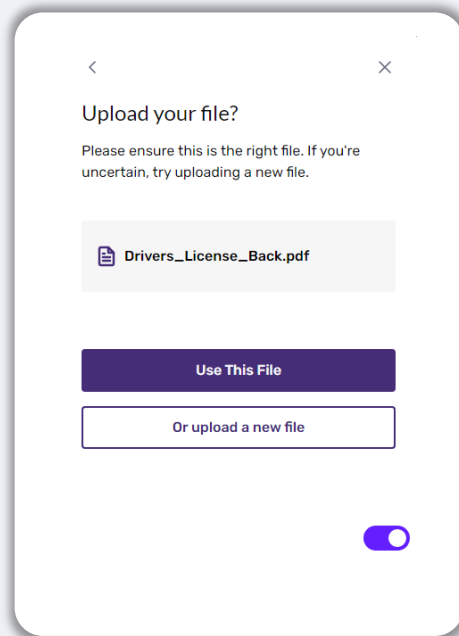 Upload your file?
Please ensure this is the right file. If you're
uncertain, try uploading a new file.
Drivers_License_Back.pdf
Use This File
Or upload a new file